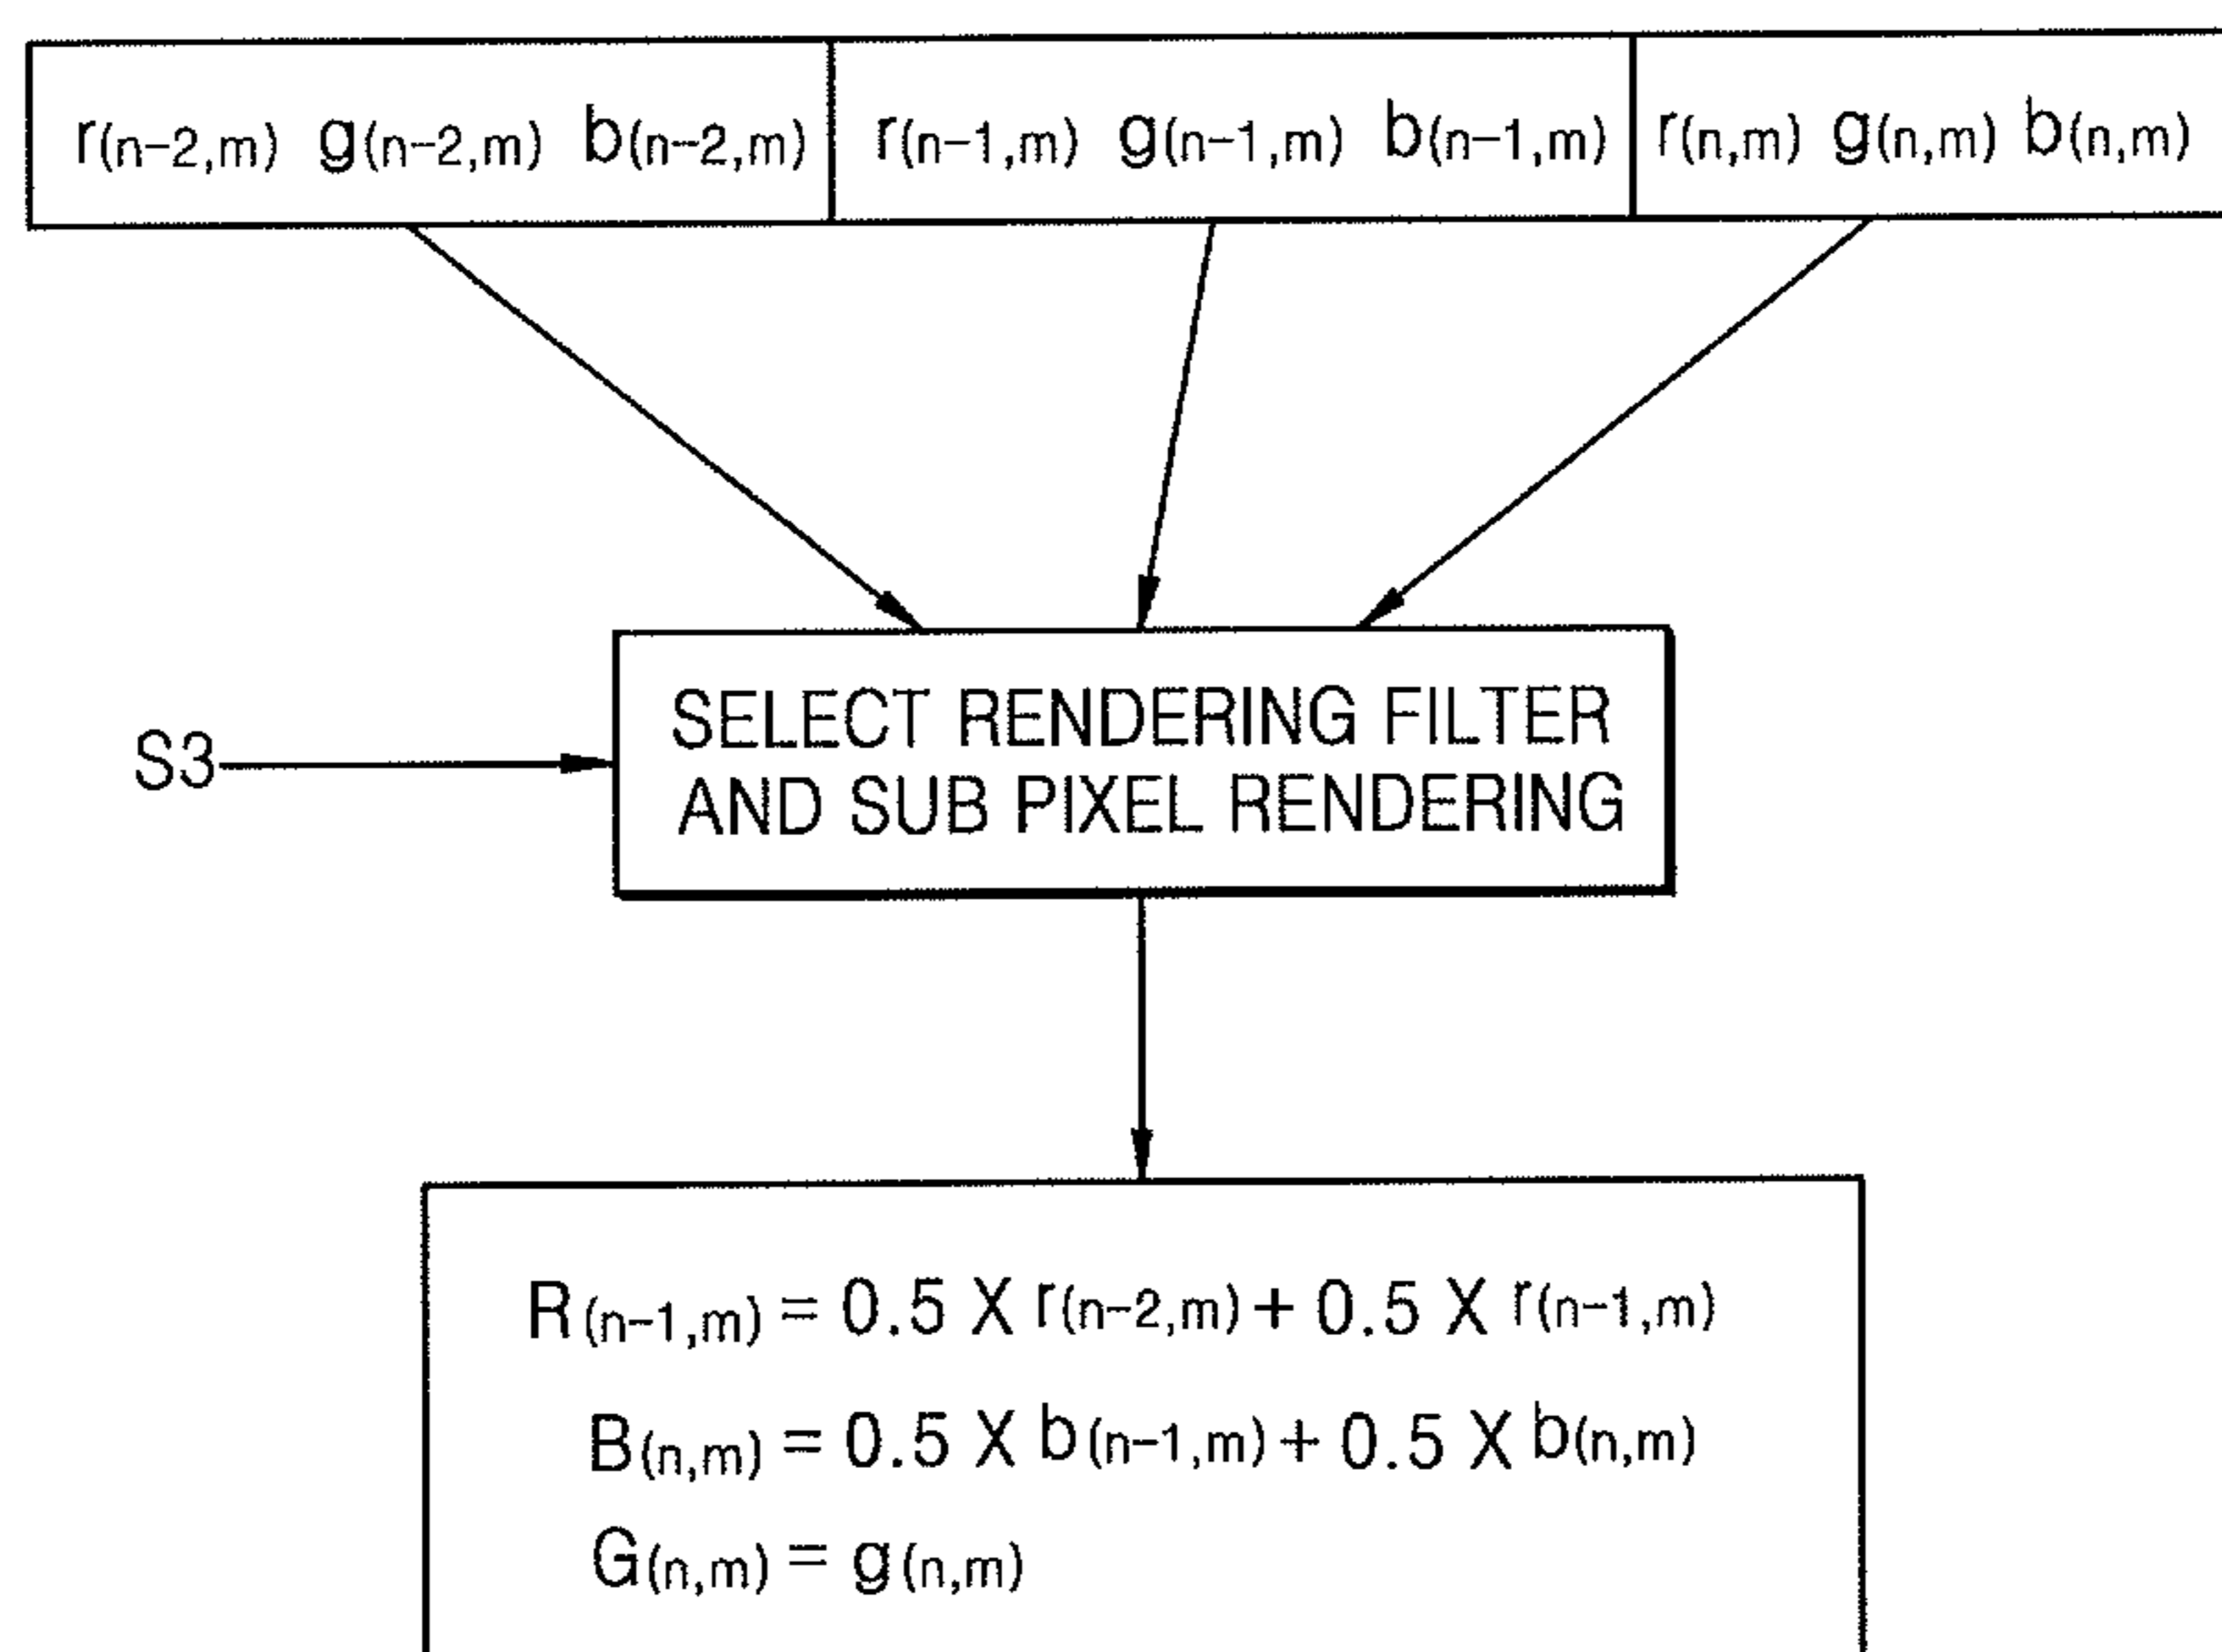 r(n-2,m) g(n-2,m) b(n-2,m) r(n-1,m) g(n-1,m) b(n-1,m) r(n,m) g(n,m) b(n,m)
SELECT RENDERING FILTER
S3
AND SUB PIXEL RENDERING
R(n-1,m) = 0.5 X r(n-2,m) + 0.5 X r(n-1,m)
B(n,m) = 0.5 X b(n-1,m) + 0.5 X b(n,m)
G(n,m) = g(n,m)